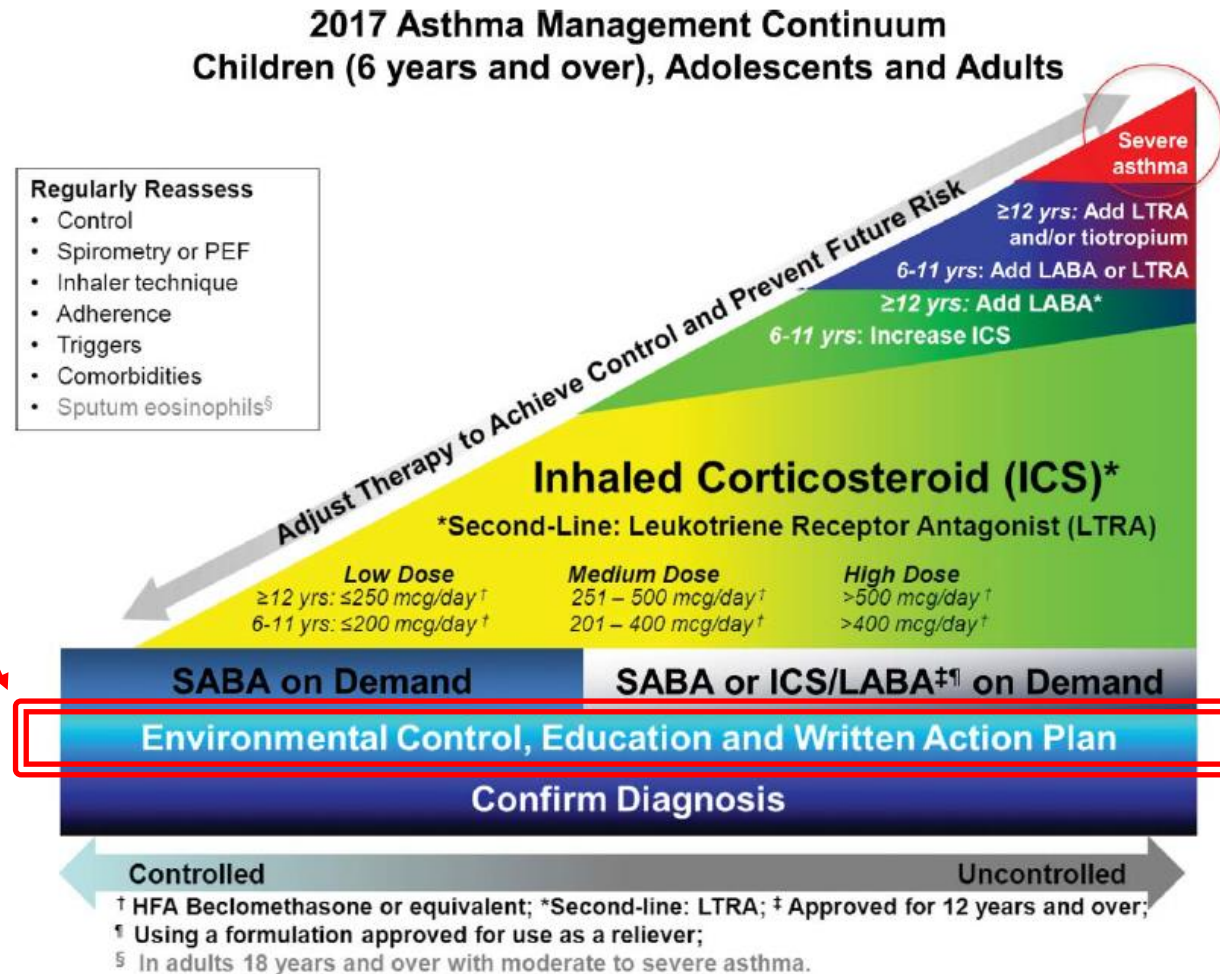 2017 Asthma Management Continuum
Children (6 years and over), Adolescents and Adults
Regularly Reassess
• Control
• Spirometry or PEF
• Inhaler technique
• Adherence
• Triggers
• Comorbidities
• Sputum eosinophils§
Adjust Therapy to Achieve Control and Prevent Future Risk
Severe
asthma
≥12 yrs: Add LTRA
and/or tiotropium
6-11 yrs: Add LABA or LTRA
≥12 yrs: Add LABA*
6-11 yrs: Increase ICS
Inhaled Corticosteroid (ICS)*
*Second-Line: Leukotriene Receptor Antagonist (LTRA)
Low Dose Medium Dose High Dose
≥12 yrs: ≤250 mcg/day† 251 – 500 mcg/day† >500 mcg/day†
6-11 yrs: ≤200 mcg/day† 201 – 400 mcg/day† >400 mcg/day†
SABA on Demand SABA or ICS/LABA‡¶ on Demand
Environmental Control, Education and Written Action Plan
Confirm Diagnosis
Controlled Uncontrolled
† HFA Beclomethasone or equivalent; *Second-line: LTRA; ‡ Approved for 12 years and over;
¶ Using a formulation approved for use as a reliever;
§ In adults 18 years and over with moderate to severe asthma.